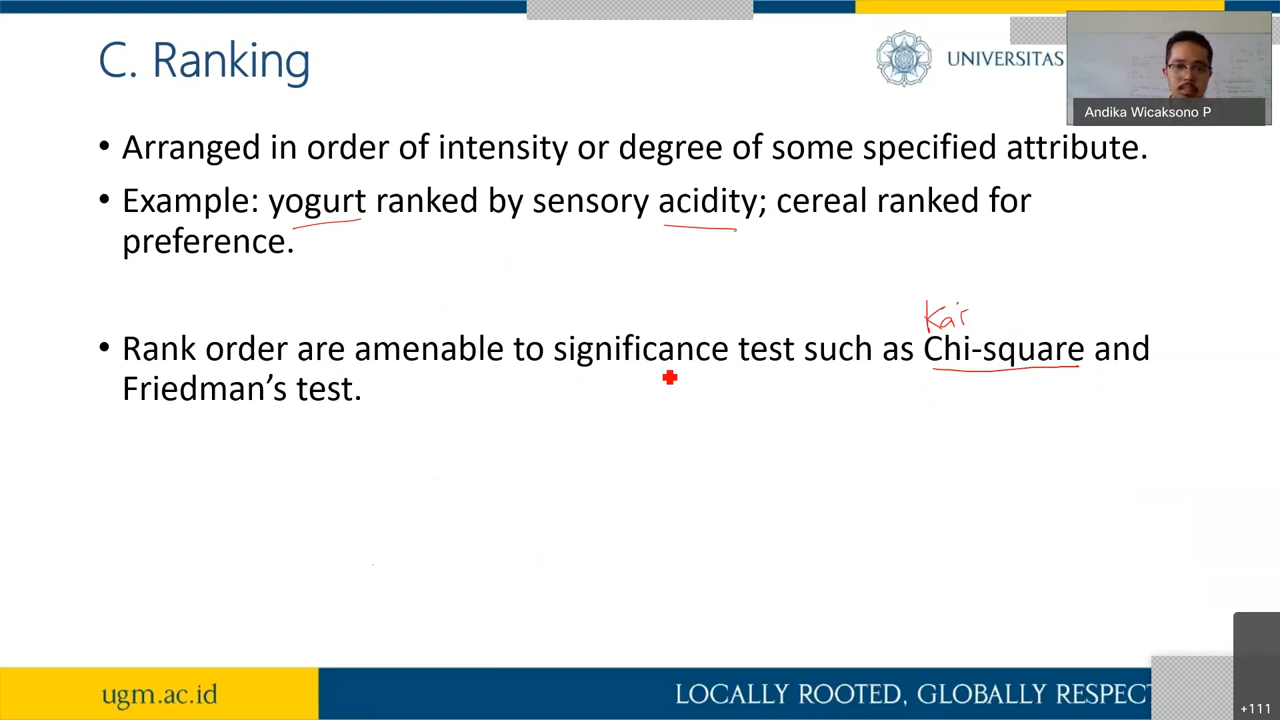 C. Ranking
UNIVERSITAS
Andika Wicaksono P
• Arranged in order of intensity or degree of some specified attribute.
• Example: yogurt ranked by sensory acidity; cereal ranked for
preference.
Kai
• Rank order are amenable to significance test such as Chi-square and
Friedman’s test.
ugm.ac.id
LOCALLY ROOTED, GLOBALLY RESPECT
+111